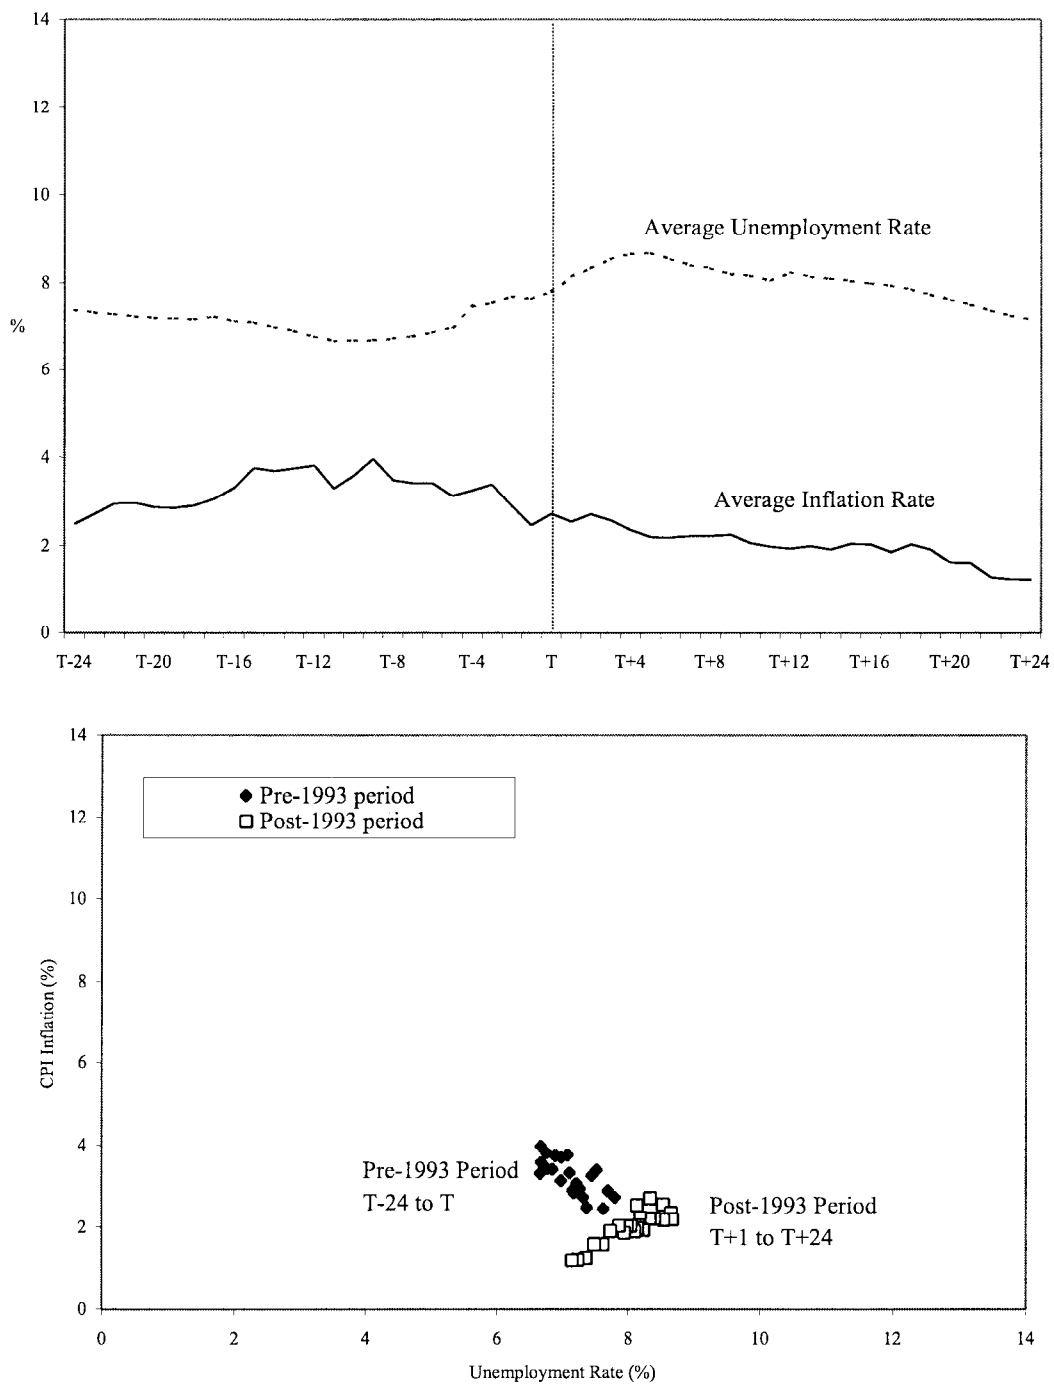 14
12
10
Average Unemployment Rate
8
%
6
4
Average Inflation Rate
2
0
T-24 T-20 T-16 T-12 T-8 T-4 T T+4 T+8 T+12 T+16 T+20 T+24
14
Pre-1993 period
Post-1993 period
12
10
8
CPI Inflation (%)
6
4
Pre-1993 Period
T-24 to T
Post-1993 Period
T+1 to T+24
2
0
0 2 4 6 8 10 12 14
Unemployment Rate (%)